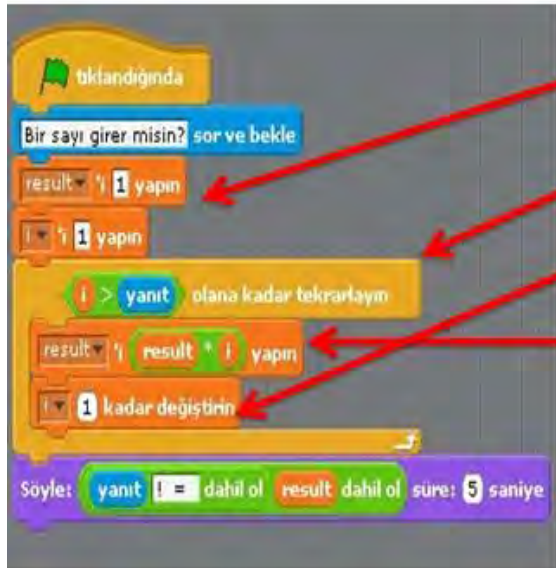 tıklandığında
Bir sayı girer misin? sor ve bekle
result 'i 1 yapın
i 'i 1 yapın
i > yanıt olana kadar tekrarlayın
result 'i result * i yapın
i 1 kadar değiştirin
Söyle: yanıt ! = dahil ol result dahil ol süre: 5 saniye